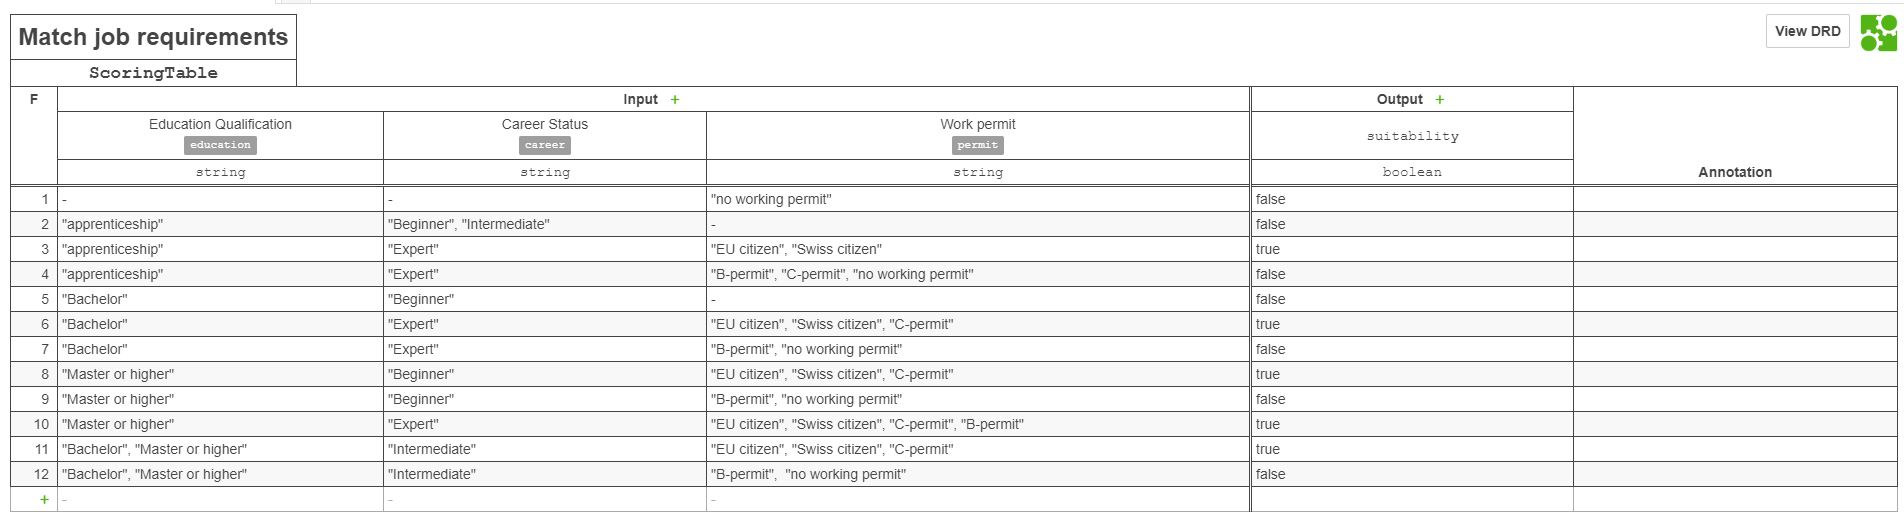 Match job requirements
View DRD
ScoringTable
F Input + Output +
Education Qualification Career Status Work permit
education career permit suitability
string string string boolean Annotation
1 - - "no working permit" false
2 "apprenticeship" "Beginner", "Intermediate" - false
3 "apprenticeship" "Expert" "EU citizen", "Swiss citizen" true
4 "apprenticeship" "Expert" "B-permit", "C-permit", "no working permit" false
5 "Bachelor" "Beginner" - false
6 "Bachelor" "Expert" "EU citizen", "Swiss citizen", "C-permit" true
7 "Bachelor" "Expert" "B-permit", "no working permit" false
8 "Master or higher" "Beginner" "EU citizen", "Swiss citizen", "C-permit" true
9 "Master or higher" "Beginner" "B-permit", "no working permit" false
10 "Master or higher" "Expert" "EU citizen", "Swiss citizen", "C-permit", "B-permit" true
11 "Bachelor", "Master or higher" "Intermediate" "EU citizen", "Swiss citizen", "C-permit" true
12 "Bachelor", "Master or higher" "Intermediate" "B-permit",  "no working permit" false
+ - - -